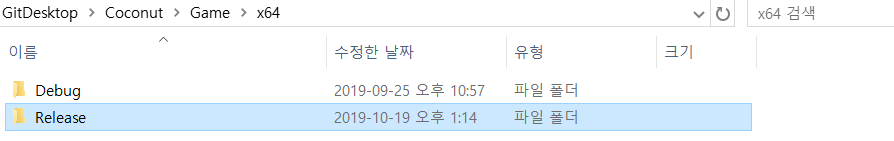 GitDesktop > Coconut > Game > x64 x64 검색
이름 수정한 날짜 유형 크기
Debug 2019-09-25 오후 10:57 파일 폴더
Release 2019-10-19 오후 1:14 파일 폴더